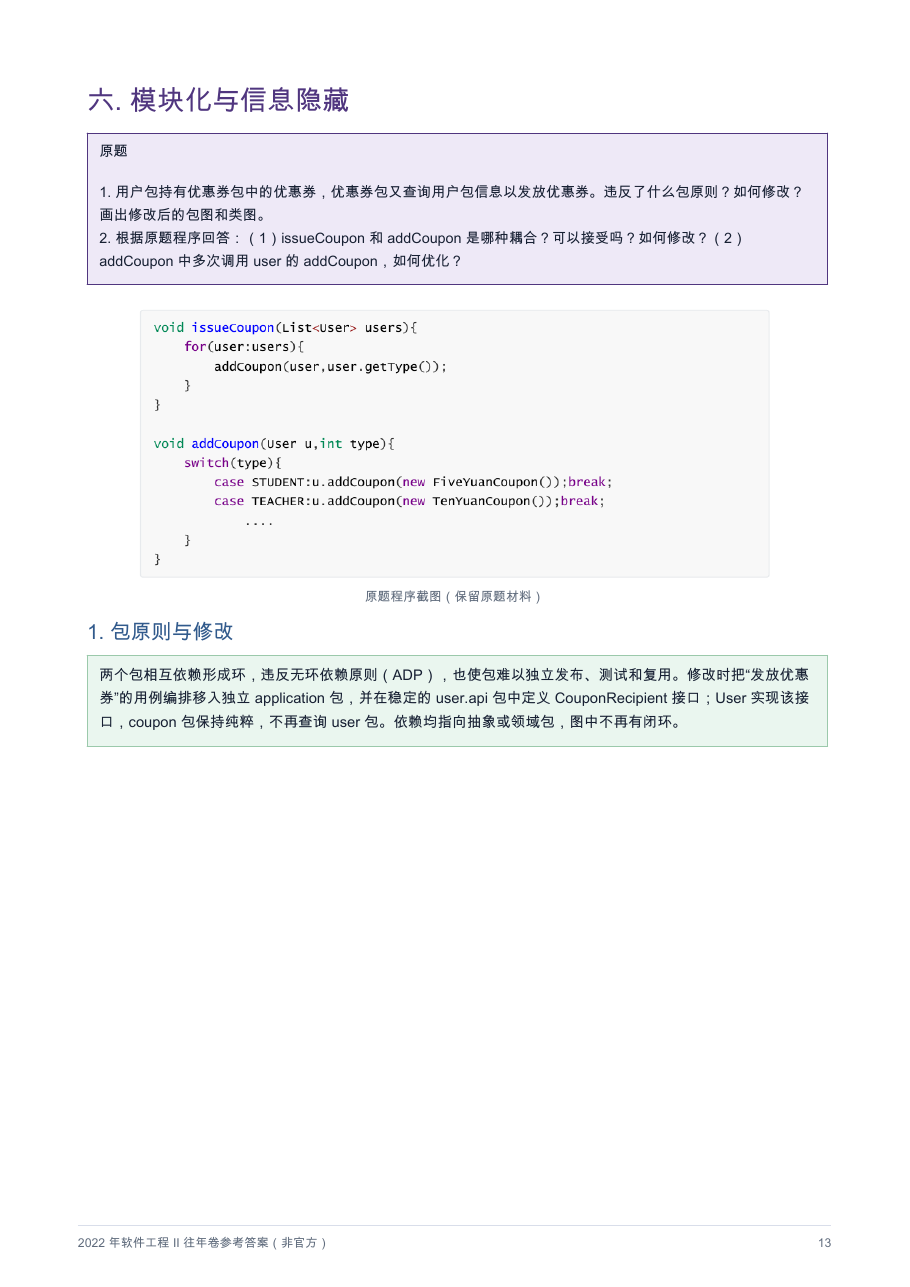 六. 模块化与信息隐藏
原题
1. 用户包持有优惠券包中的优惠券，优惠券包又查询用户包信息以发放优惠券。违反了什么包原则？如何修改？
画出修改后的包图和类图。
2. 根据原题程序回答：（1）issueCoupon 和 addCoupon 是哪种耦合？可以接受吗？如何修改？（2）
addCoupon 中多次调用 user 的 addCoupon，如何优化？
void issueCoupon(List<User> users){
    for(user:users){
        addCoupon(user,user.getType());
    }
}
void addCoupon(User u,int type){
    switch(type){
        case STUDENT:u.addCoupon(new FiveYuanCoupon());break;
        case TEACHER:u.addCoupon(new TenYuanCoupon());break;
            ....
    }
}
原题程序截图（保留原题材料）
1. 包原则与修改
两个包相互依赖形成环，违反无环依赖原则（ADP），也使包难以独立发布、测试和复用。修改时把“发放优惠
券”的用例编排移入独立 application 包，并在稳定的 user.api 包中定义 CouponRecipient 接口；User 实现该接
口，coupon 包保持纯粹，不再查询 user 包。依赖均指向抽象或领域包，图中不再有闭环。
2022 年软件工程 II 往年卷参考答案（非官方）
13